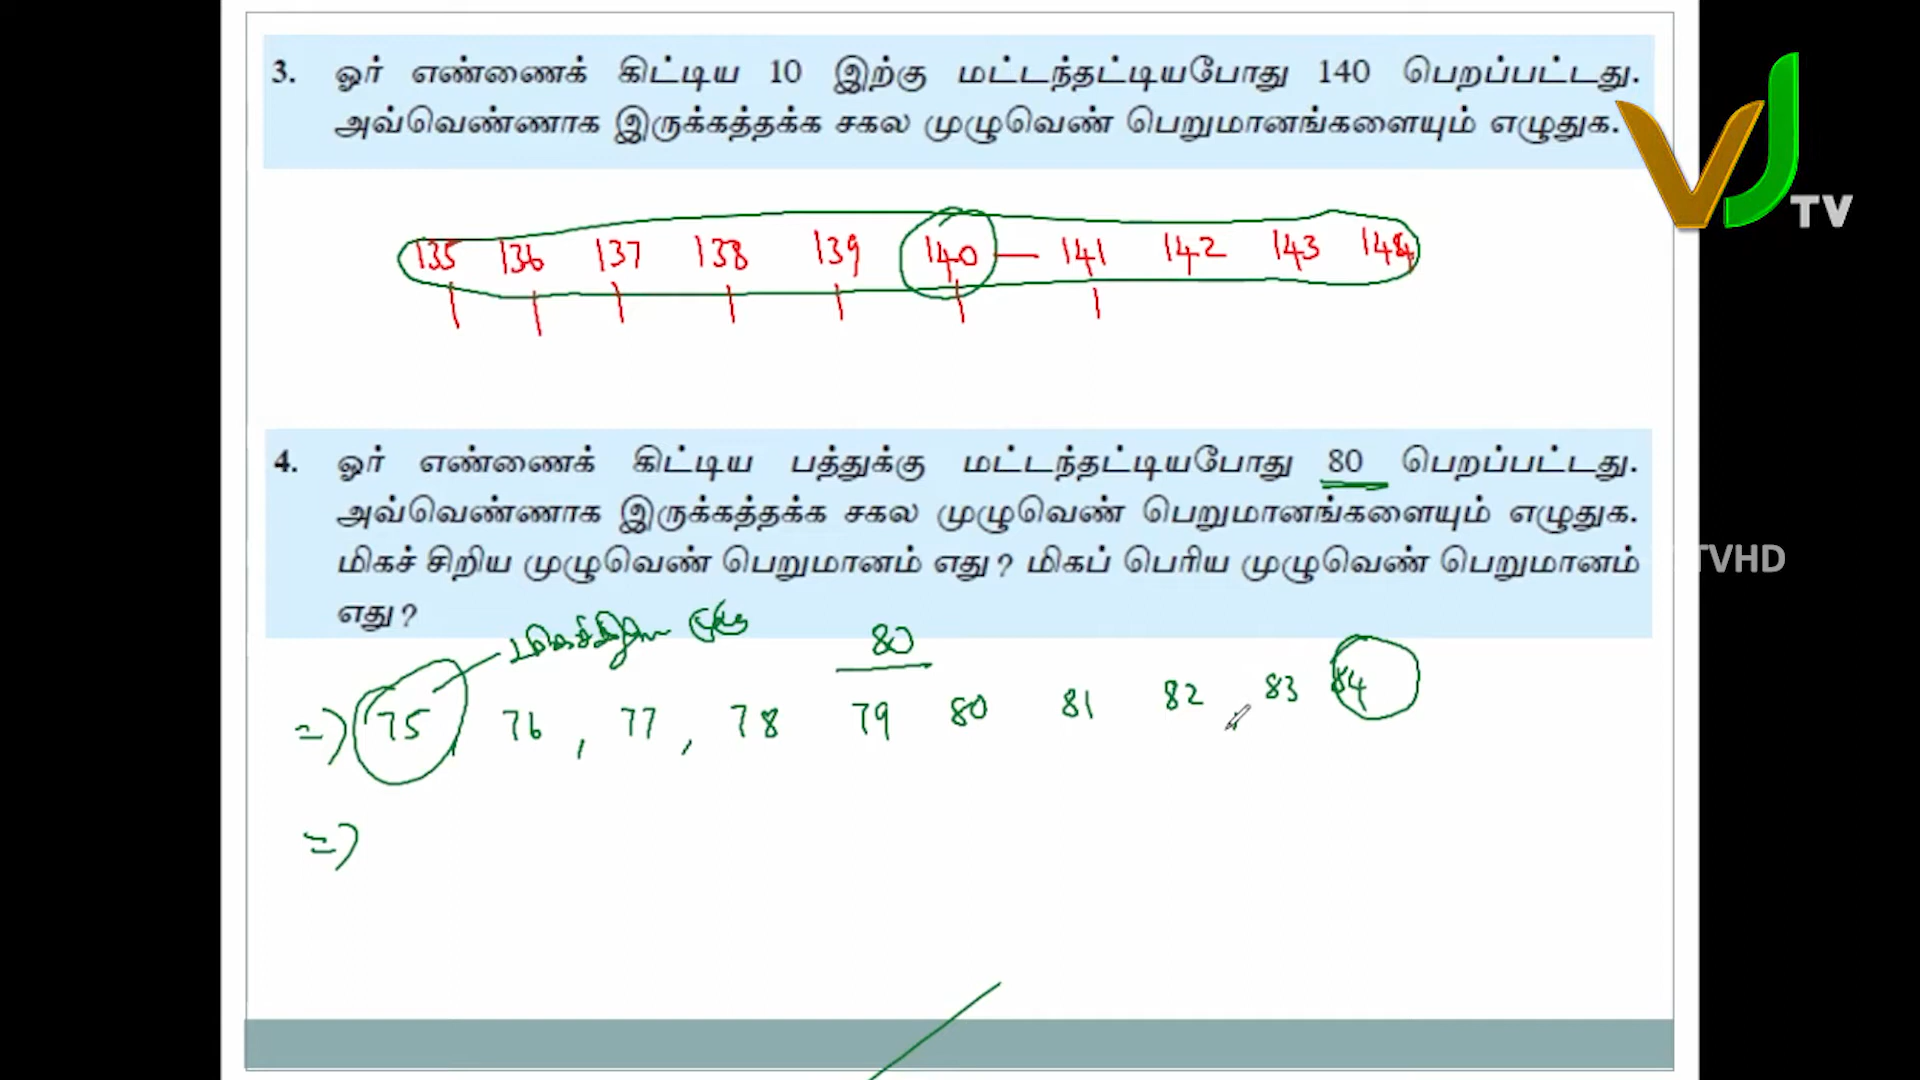 3. ஓர் எண்ணைக் கிட்டிய 10 இற்கு மட்டந்தட்டியபோது 140 பெறப்பட்டது.
அவ்வெண்ணாக இருக்கத்தக்க சகல முழுவெண் பெறுமானங்களையும் எழுதுக.
VJ TV
135 136 137 138 139 140 — 141 142 143 144
4. ஓர் எண்ணைக் கிட்டிய பத்துக்கு மட்டந்தட்டியபோது 80 பெறப்பட்டது.
அவ்வெண்ணாக இருக்கத்தக்க சகல முழுவெண் பெறுமானங்களையும் எழுதுக.
மிகச் சிறிய முழுவெண் பெறுமானம் எது? மிகப் பெரிய முழுவெண் பெறுமானம்
எது?
TVHD
80
=> 75, 76, 77, 78 79 80 81 82, 83 84
=>